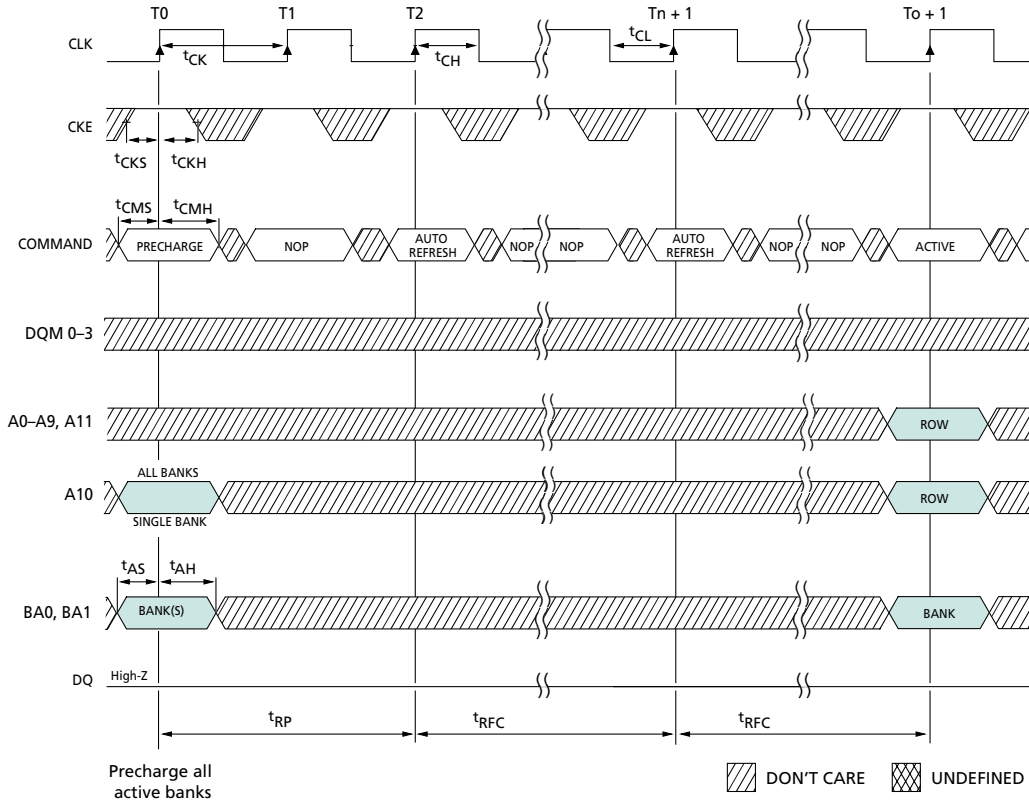 T0 T1 T2 Tn + 1 To + 1
CLK
tCK tCH tCL
CKE
tCKS tCKH
tCMS tCMH
COMMAND PRECHARGE NOP AUTO REFRESH NOP NOP AUTO REFRESH NOP NOP ACTIVE
DQM 0–3
A0–A9, A11 ROW
ALL BANKS
A10 ROW
SINGLE BANK
tAS tAH
BA0, BA1 BANK(S) BANK
DQ High-Z
tRP tRFC tRFC
Precharge all
active banks
DON'T CARE UNDEFINED